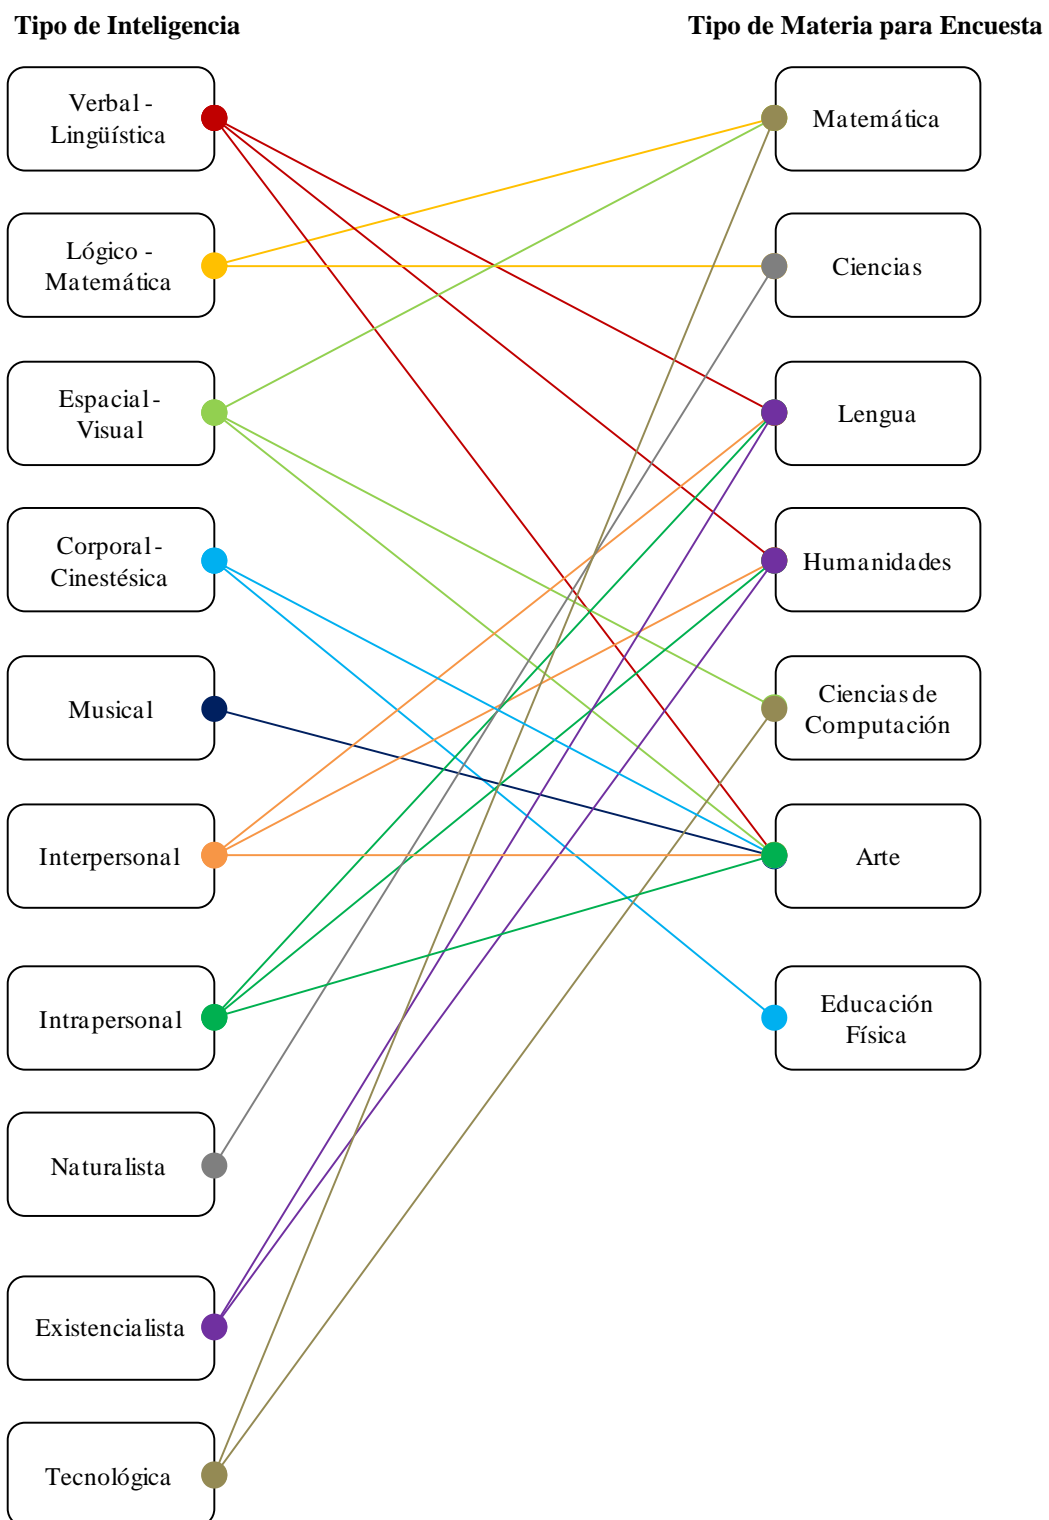 Tipo de Inteligencia
Tipo de Materia para Encuesta
Verbal -
Lingüística
Matemática
Lógico -
Matemática
Ciencias
Espacial -
Visual
Lengua
Corporal -
Cinestésica
Humanidades
Musical
Ciencias de
Computación
Interpersonal
Arte
Intrapersonal
Educación
Física
Naturalista
Existencialista
Tecnológica